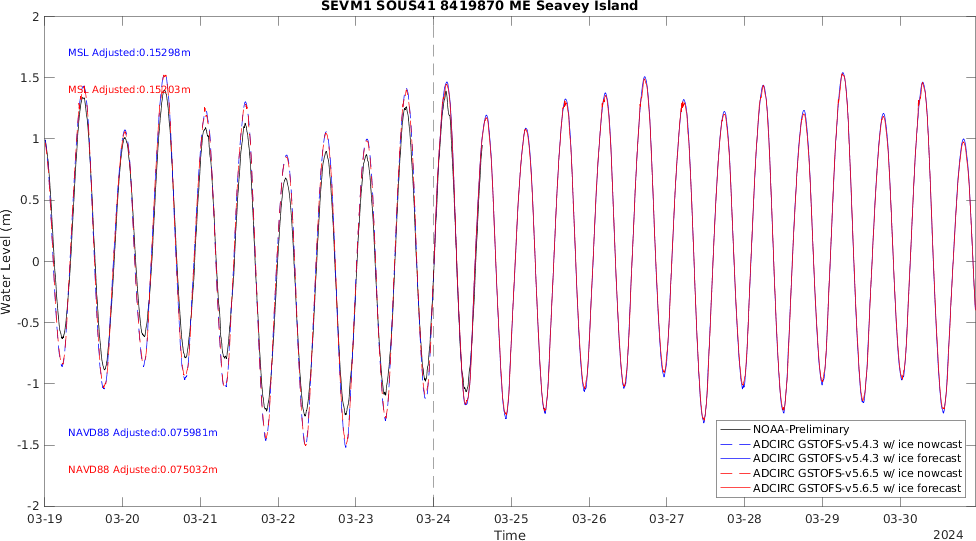 SEVM1 SOUS41 8419870 ME Seavey Island
2
1.5
1
0.5
0
-0.5
-1
-1.5
-2
Water Level (m)
MSL Adjusted:0.15298m
MSL Adjusted:0.15203m
NAVD88 Adjusted:0.075981m
NAVD88 Adjusted:0.075032m
NOAA-Preliminary
ADCIRC GSTOFS-v5.4.3 w/ ice nowcast
ADCIRC GSTOFS-v5.4.3 w/ ice forecast
ADCIRC GSTOFS-v5.6.5 w/ ice nowcast
ADCIRC GSTOFS-v5.6.5 w/ ice forecast
03-19 03-20 03-21 03-22 03-23 03-24 03-25 03-26 03-27 03-28 03-29 03-30
Time
2024